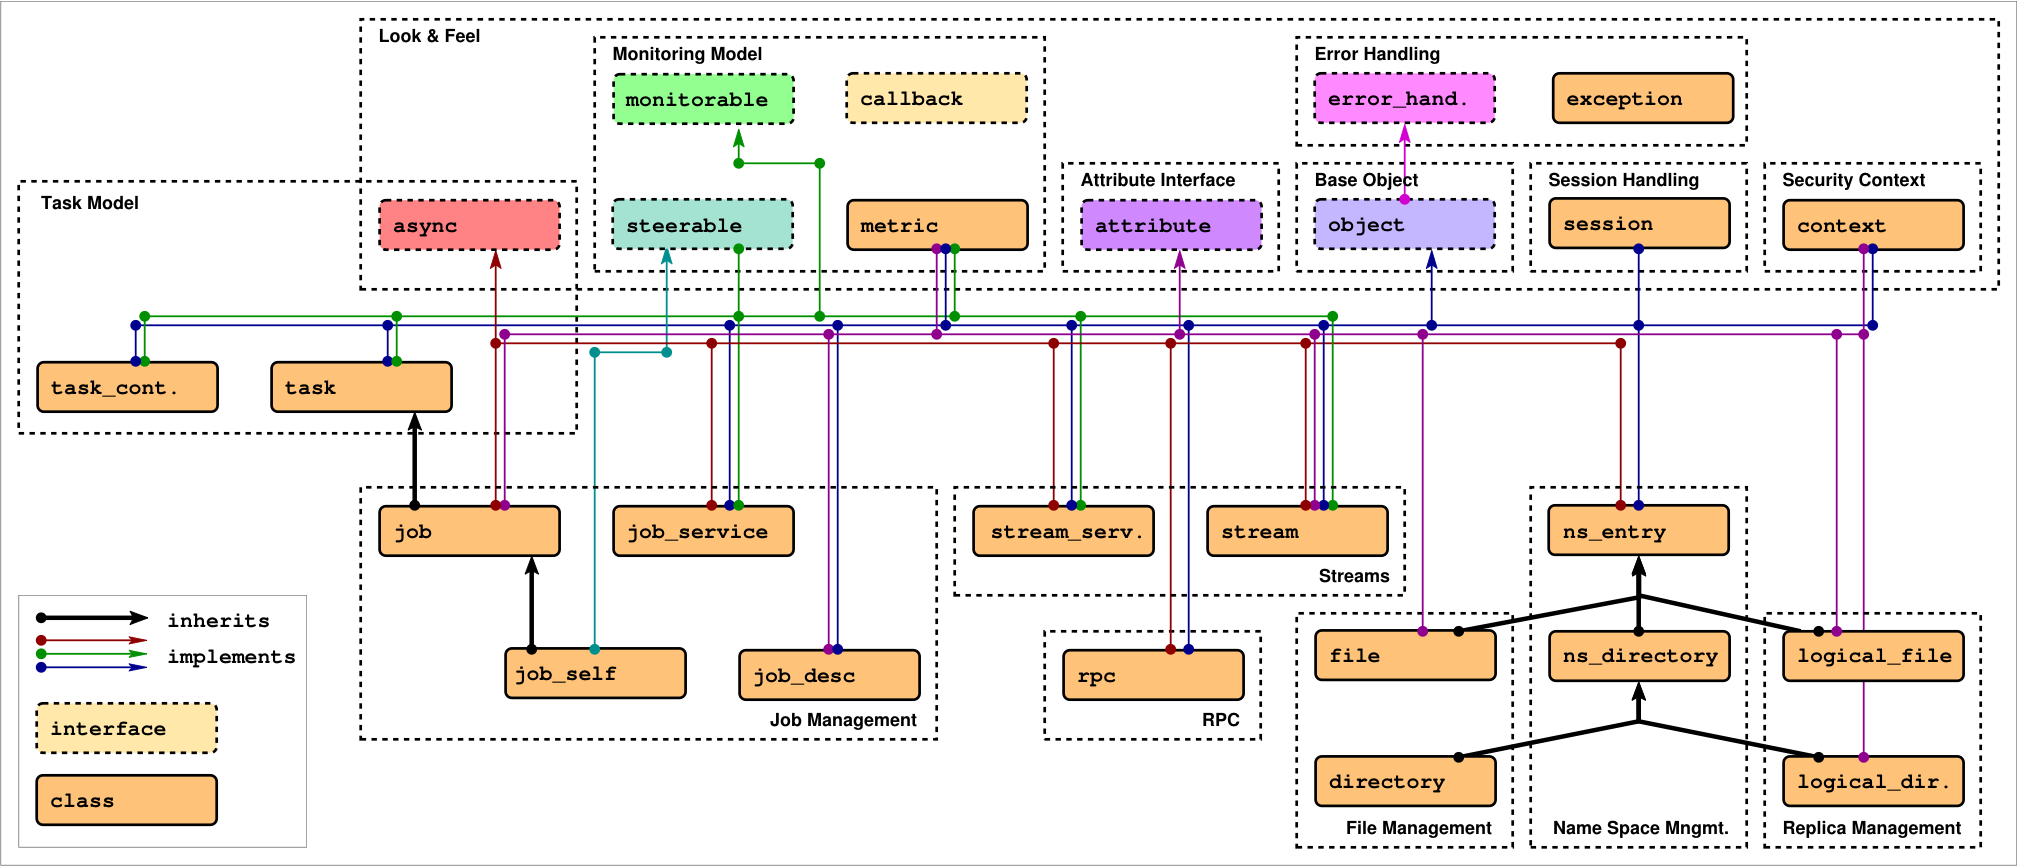 Look & Feel
Monitoring Model
Error Handling
monitorable
callback
error_hand.
exception
Task Model
Attribute Interface
Base Object
Session Handling
Security Context
async
steerable
metric
attribute
object
session
context
task_cont.
task
job
job_service
stream_serv.
stream
ns_entry
Streams
inherits
implements
job_self
job_desc
rpc
file
ns_directory
logical_file
Job Management
RPC
interface
class
directory
logical_dir.
File Management
Name Space Mngmt.
Replica Management